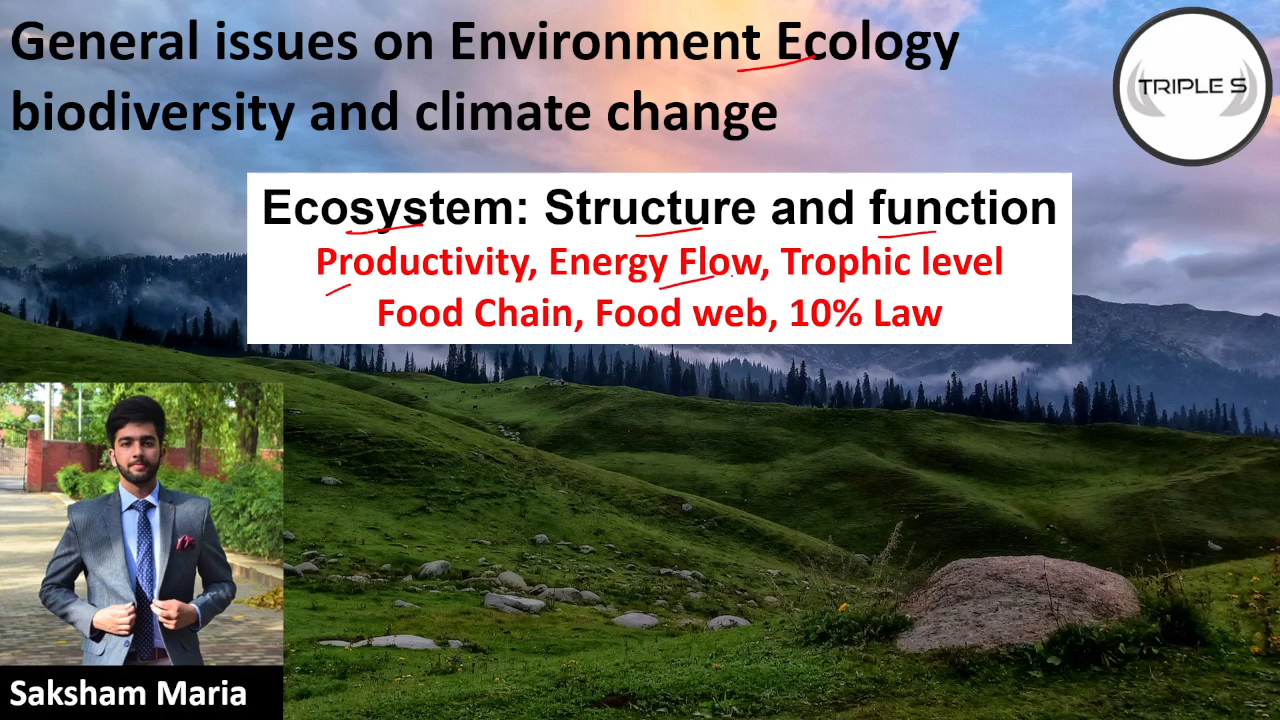 General issues on Environment Ecology
biodiversity and climate change
TRIPLE S
Ecosystem: Structure and function
Productivity, Energy Flow, Trophic level
Food Chain, Food web, 10% Law
Saksham Maria